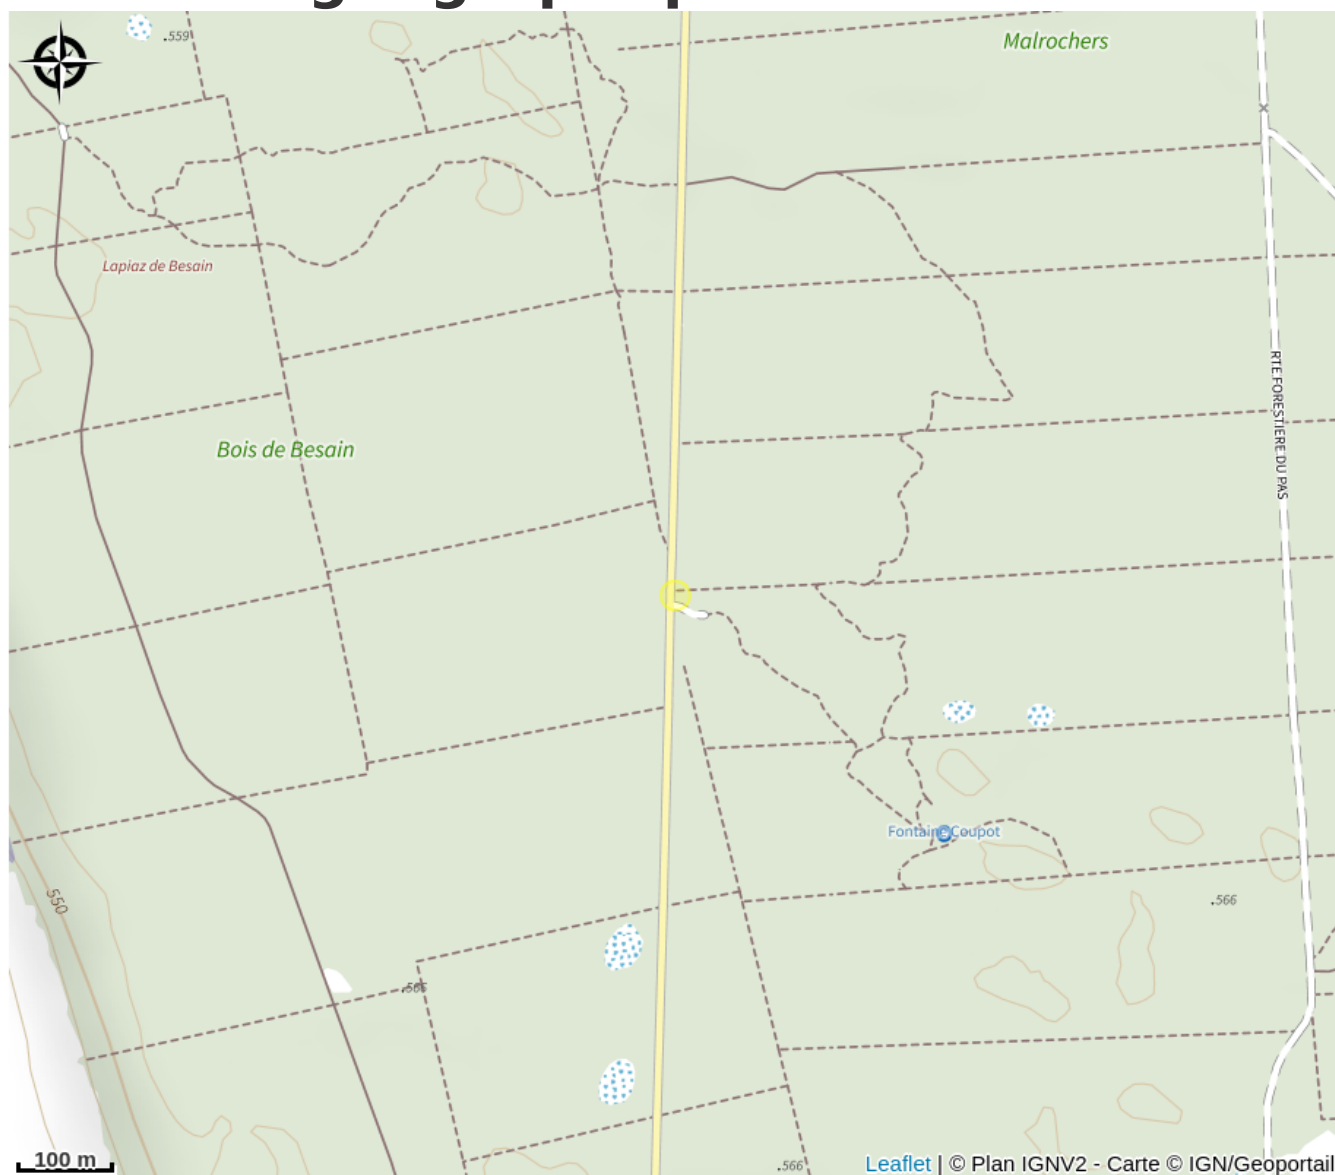 .559
Malrochers
Lapiaz de Besain
RTE FORESTIERE DU PAS
Bois de Besain
Fontaine Coupot
550
.566
.565
100 m
.566
Leaflet | © Plan IGNV2 - Carte © IGN/Geoportail